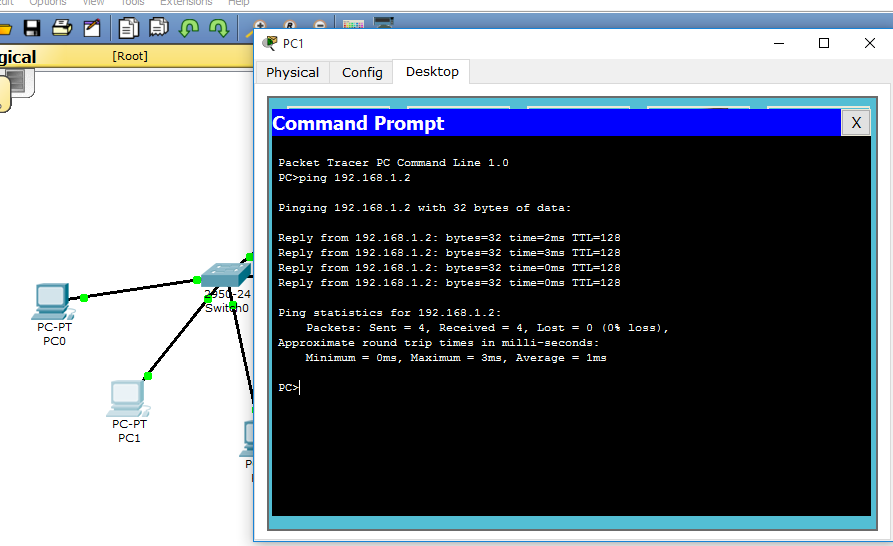 Edit Options View Tools Extensions Help
PC1
gical
[Root]
Physical Config Desktop
Command Prompt
X
Packet Tracer PC Command Line 1.0
PC>ping 192.168.1.2
Pinging 192.168.1.2 with 32 bytes of data:
Reply from 192.168.1.2: bytes=32 time=2ms TTL=128
Reply from 192.168.1.2: bytes=32 time=3ms TTL=128
Reply from 192.168.1.2: bytes=32 time=0ms TTL=128
Reply from 192.168.1.2: bytes=32 time=0ms TTL=128
Ping statistics for 192.168.1.2:
Packets: Sent = 4, Received = 4, Lost = 0 (0% loss),
Approximate round trip times in milli-seconds:
Minimum = 0ms, Maximum = 3ms, Average = 1ms
PC>
2950-24
Switch0
PC-PT
PC0
PC-PT
PC1
P